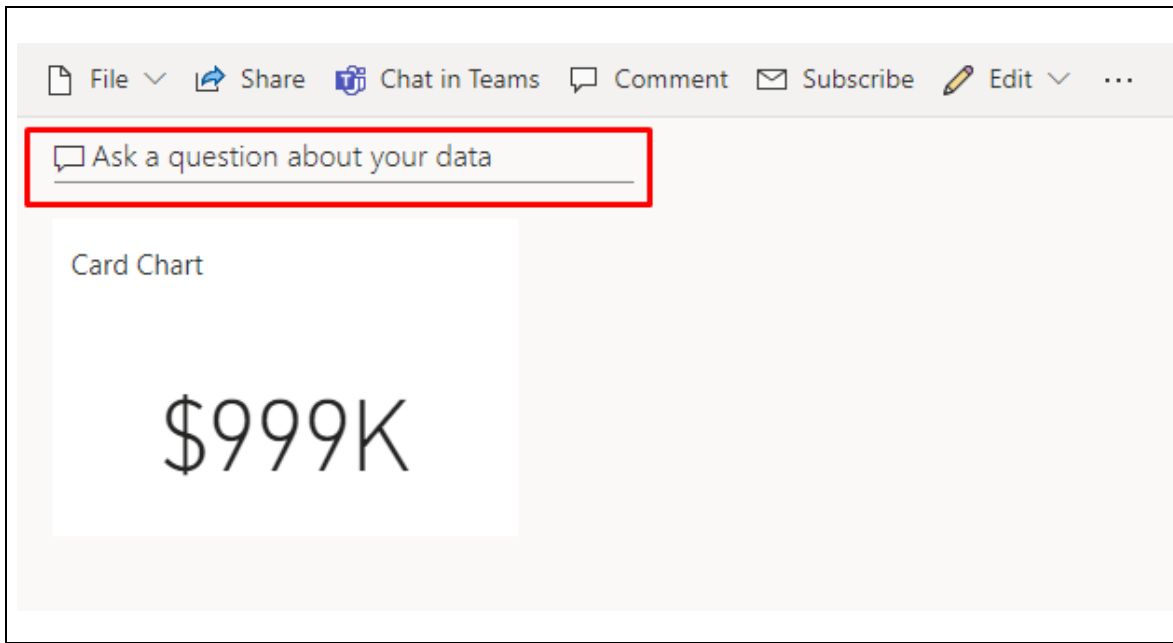 File Share Chat in Teams Comment Subscribe Edit ...
Ask a question about your data
Card Chart
$999K